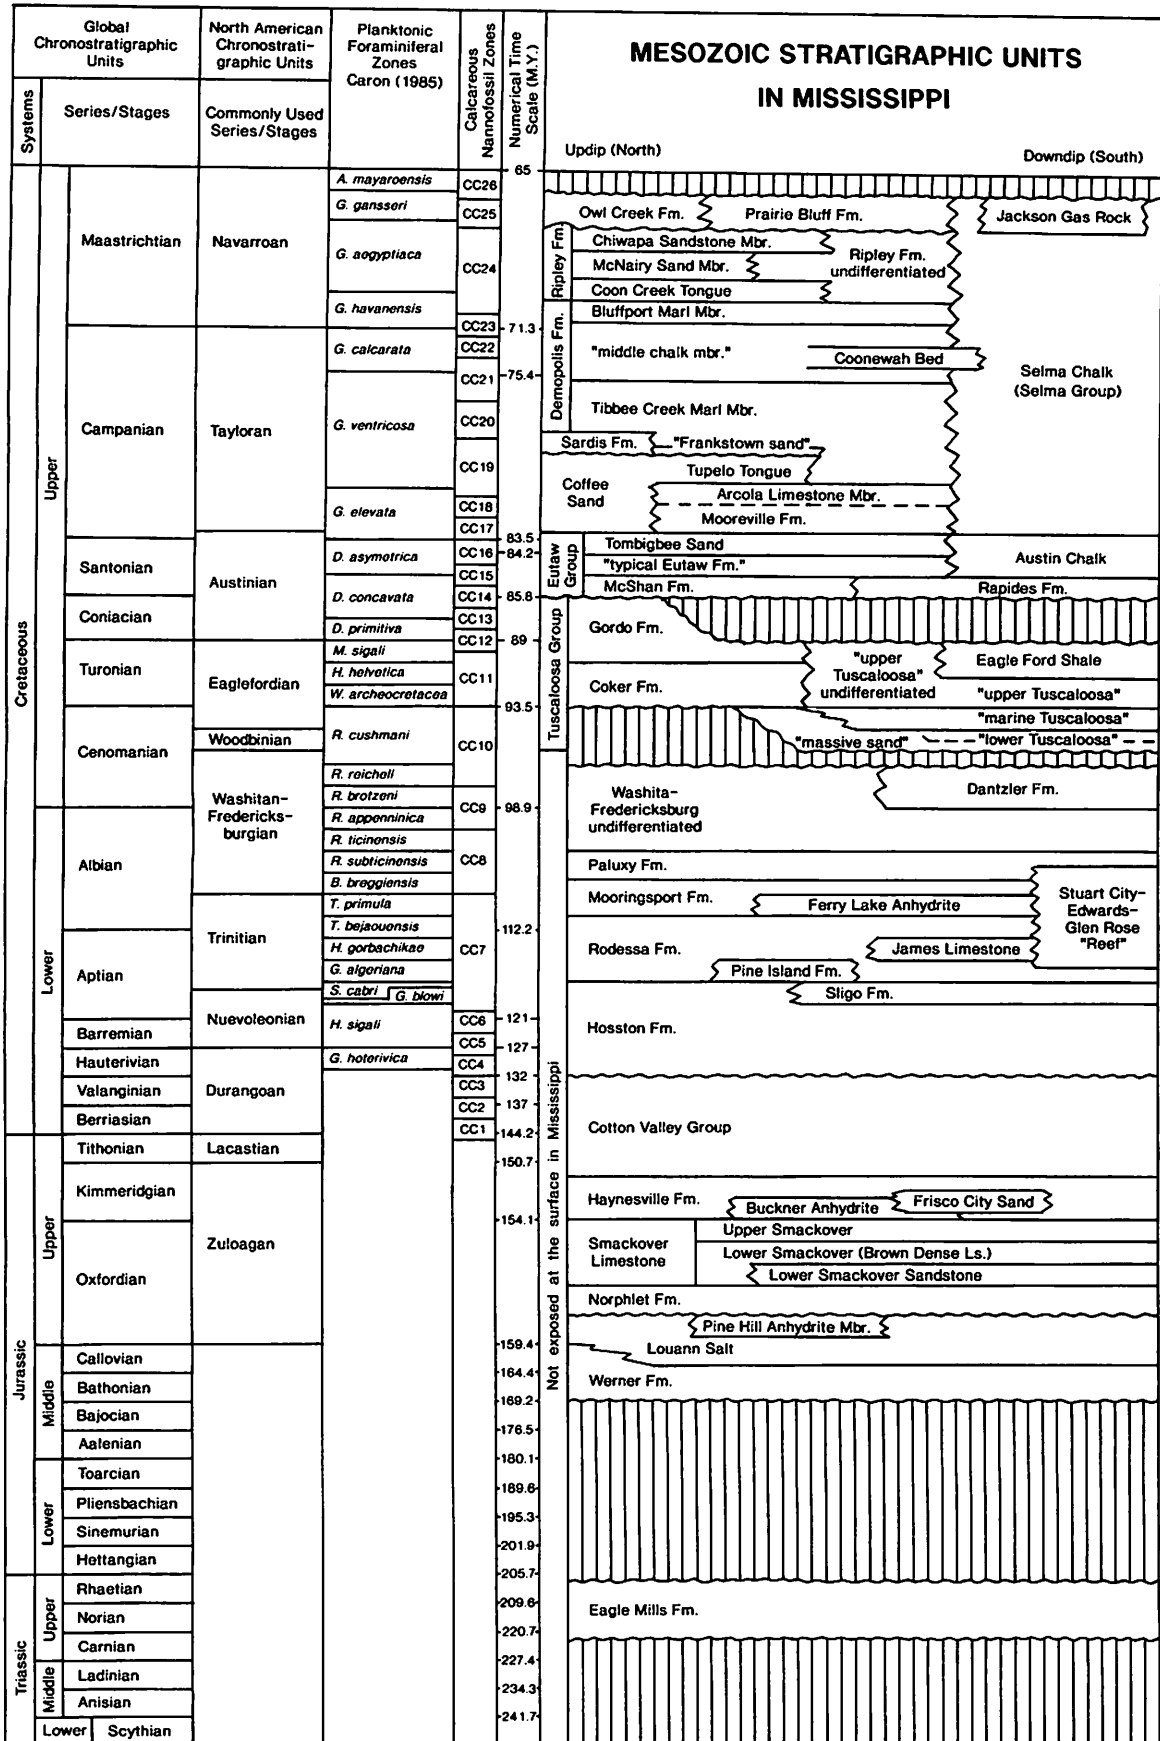 Global
Chronostratigraphic
Units
North American
Chronostrati-
graphic Units
Planktonic
Foraminiferal
Zones
Caron (1985)
Calcareous
Nannofossil Zones
Numerical Time
Scale (M.Y.)
MESOZOIC STRATIGRAPHIC UNITS
IN MISSISSIPPI
Systems
Series/Stages
Commonly Used
Series/Stages
Updip (North)
Downdip (South)
Cretaceous
Upper
Lower
Jurassic
Upper
Middle
Lower
Triassic
Upper
Middle
Lower
Maastrichtian
Campanian
Santonian
Coniacian
Turonian
Cenomanian
Albian
Aptian
Barremian
Hauterivian
Valanginian
Berriasian
Tithonian
Kimmeridgian
Oxfordian
Callovian
Bathonian
Bajocian
Aalenian
Toarcian
Pliensbachian
Sinemurian
Hettangian
Rhaetian
Norian
Carnian
Ladinian
Anisian
Scythian
Navarroan
Tayloran
Austinian
Eaglefordian
Woodbinian
Washitan-
Fredericks-
burgian
Trinitian
Nuevoleonian
Durangoan
Lacastian
Zuloagan
A. mayaroensis
G. gansseri
G. aegyptiaca
G. havanensis
G. calcarata
G. ventricosa
G. elevata
D. asymetrica
D. concavata
D. primitiva
M. sigali
H. helvetica
W. archeocretacea
R. cushmani
R. reicheli
R. brotzeni
R. appenninica
R. ticinensis
R. subticinensis
B. breggiensis
T. primula
T. bejaouensis
H. gorbachikae
G. algeriana
S. cabri
G. blowi
H. sigali
G. hoterivica
CC26
CC25
CC24
CC23
CC22
CC21
CC20
CC19
CC18
CC17
CC16
CC15
CC14
CC13
CC12
CC11
CC10
CC9
CC8
CC7
CC6
CC5
CC4
CC3
CC2
CC1
65
71.3
75.4
83.5
84.2
85.8
89
93.5
98.9
112.2
121
127
132
137
144.2
150.7
154.1
159.4
164.4
169.2
176.5
180.1
189.6
195.3
201.9
205.7
209.6
220.7
227.4
234.3
241.7
Owl Creek Fm.
Prairie Bluff Fm.
Jackson Gas Rock
Ripley Fm.
Chiwapa Sandstone Mbr.
McNairy Sand Mbr.
Coon Creek Tongue
Ripley Fm.
undifferentiated
Demopolis Fm.
Bluffport Marl Mbr.
"middle chalk mbr."
Coonewah Bed
Tibbee Creek Marl Mbr.
Selma Chalk
(Selma Group)
Sardis Fm.
"Frankstown sand"
Tupelo Tongue
Coffee
Sand
Arcola Limestone Mbr.
Mooreville Fm.
Eutaw
Group
Tombigbee Sand
"typical Eutaw Fm."
McShan Fm.
Austin Chalk
Rapides Fm.
Tuscaloosa Group
Gordo Fm.
Coker Fm.
"upper
Tuscaloosa"
undifferentiated
Eagle Ford Shale
"upper Tuscaloosa"
"marine Tuscaloosa"
"massive sand"
"lower Tuscaloosa"
Not exposed at the surface in Mississippi
Washita-
Fredericksburg
undifferentiated
Dantzler Fm.
Paluxy Fm.
Mooringsport Fm.
Ferry Lake Anhydrite
Stuart City-
Edwards-
Glen Rose
"Reef"
Rodessa Fm.
James Limestone
Pine Island Fm.
Sligo Fm.
Hosston Fm.
Cotton Valley Group
Haynesville Fm.
Buckner Anhydrite
Frisco City Sand
Smackover
Limestone
Upper Smackover
Lower Smackover (Brown Dense Ls.)
Lower Smackover Sandstone
Norphlet Fm.
Pine Hill Anhydrite Mbr.
Louann Salt
Werner Fm.
Eagle Mills Fm.